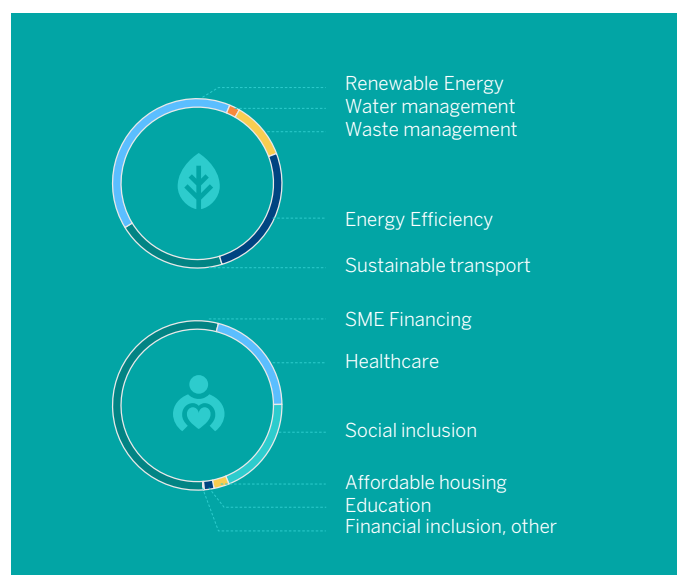 Renewable Energy
Water management
Waste management
Energy Efficiency
Sustainable transport
SME Financing
Healthcare
Social inclusion
Affordable housing
Education
Financial inclusion, other